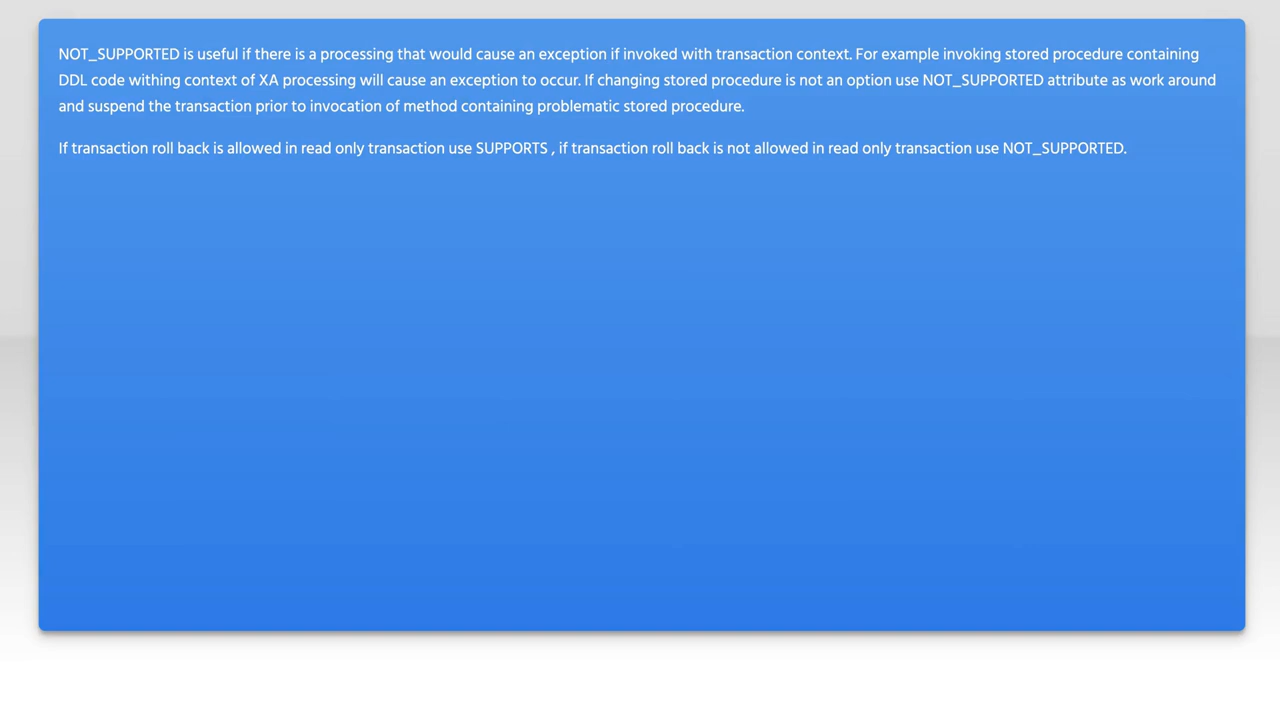 NOT_SUPPORTED is useful if there is a processing that would cause an exception if invoked with transaction context. For example invoking stored procedure containing
DDL code withing context of XA processing will cause an exception to occur. If changing stored procedure is not an option use NOT_SUPPORTED attribute as work around
and suspend the transaction prior to invocation of method containing problematic stored procedure.
If transaction roll back is allowed in read only transaction use SUPPORTS , if transaction roll back is not allowed in read only transaction use NOT_SUPPORTED.